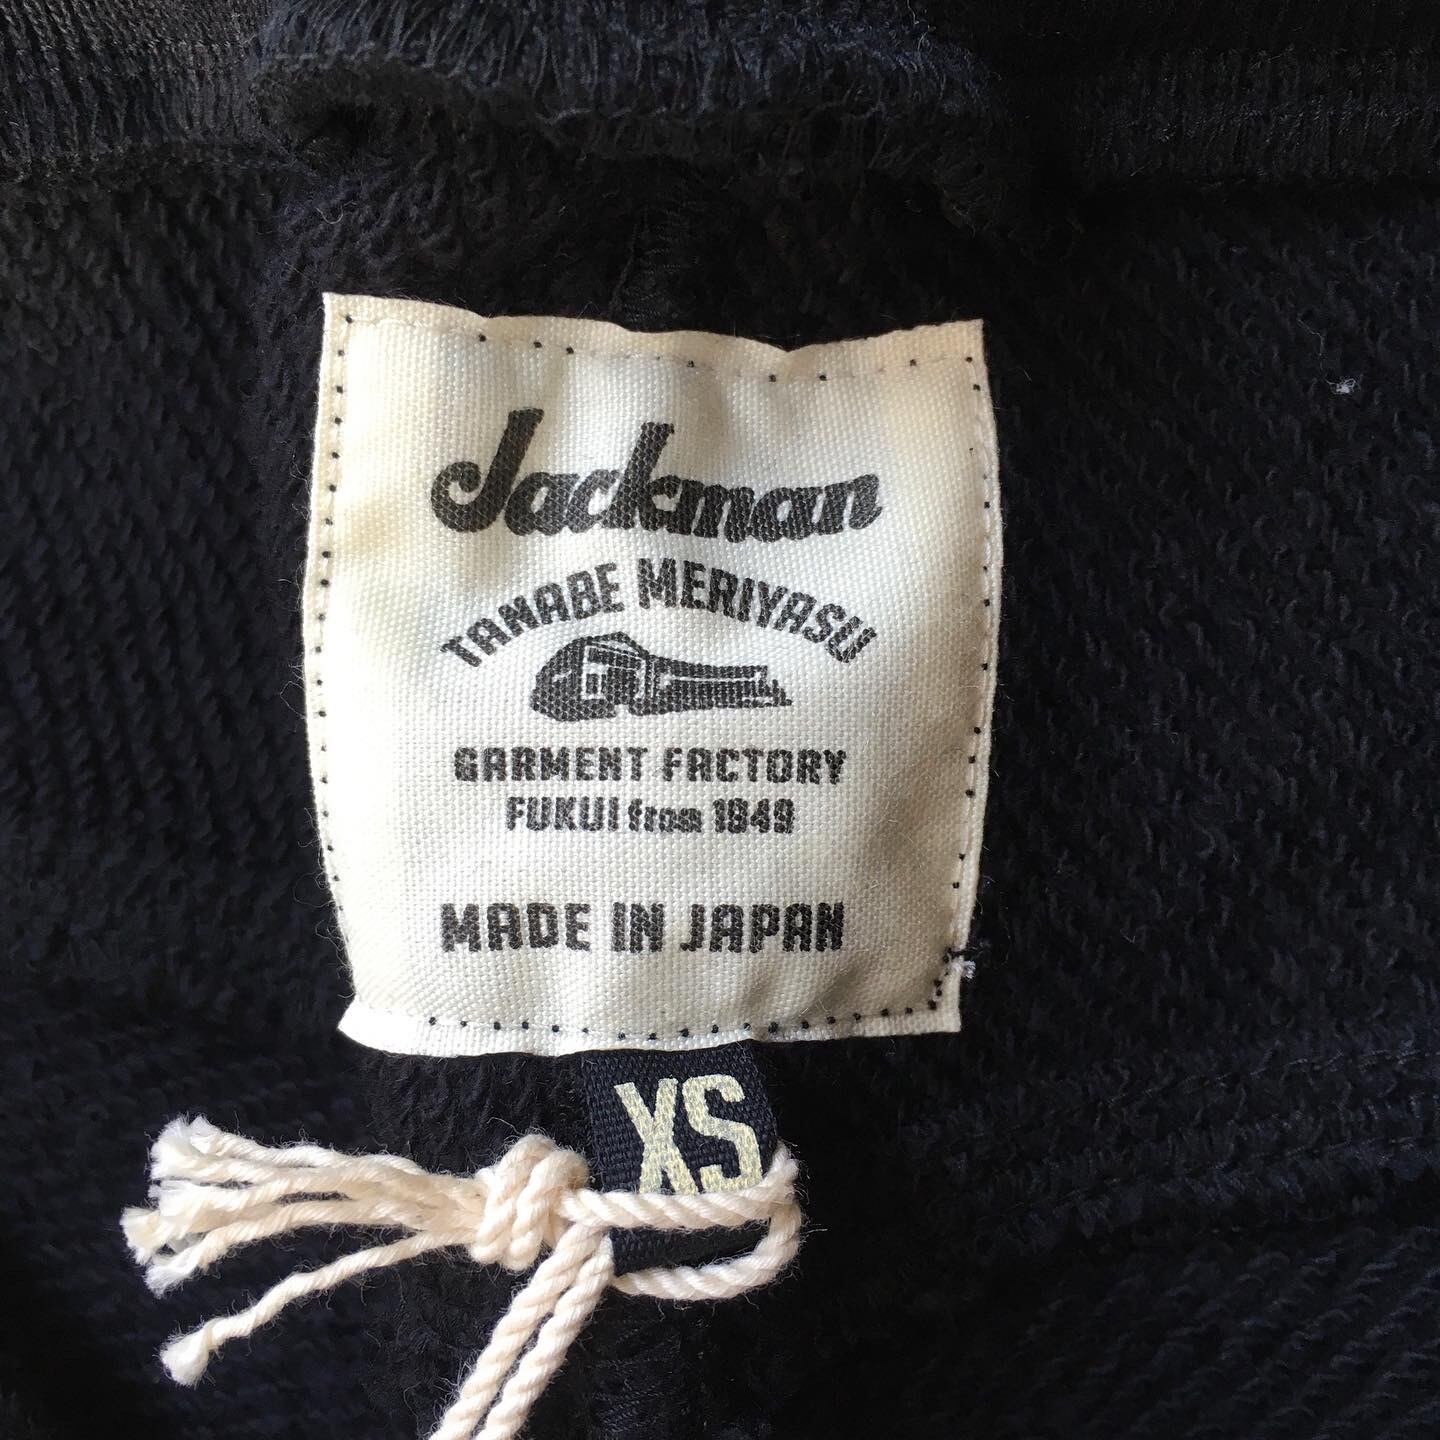 Jackman
TANABE MERIYASU
GARMENT FACTORY
FUKUI from 1949
MADE IN JAPAN
XS